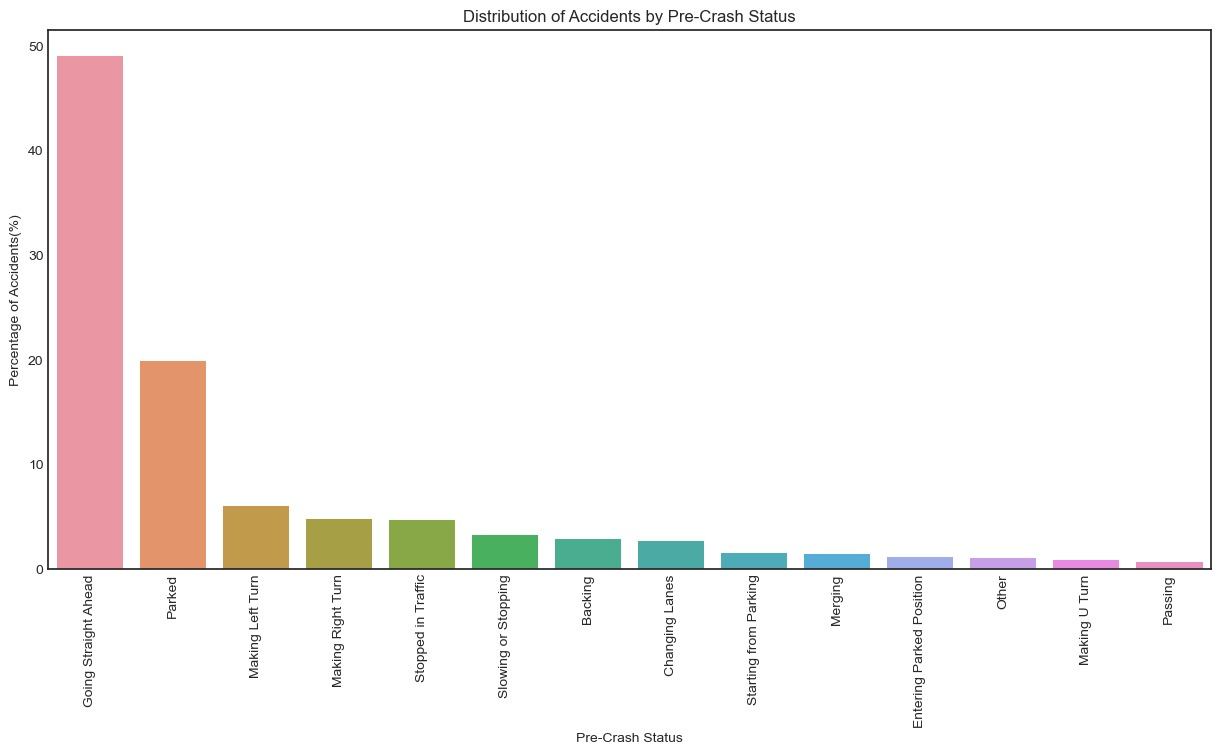 Distribution of Accidents by Pre-Crash Status
Percentage of Accidents(%)
50
40
30
20
10
0
Going Straight Ahead
Parked
Making Left Turn
Making Right Turn
Stopped in Traffic
Slowing or Stopping
Backing
Changing Lanes
Starting from Parking
Merging
Entering Parked Position
Other
Making U Turn
Passing
Pre-Crash Status